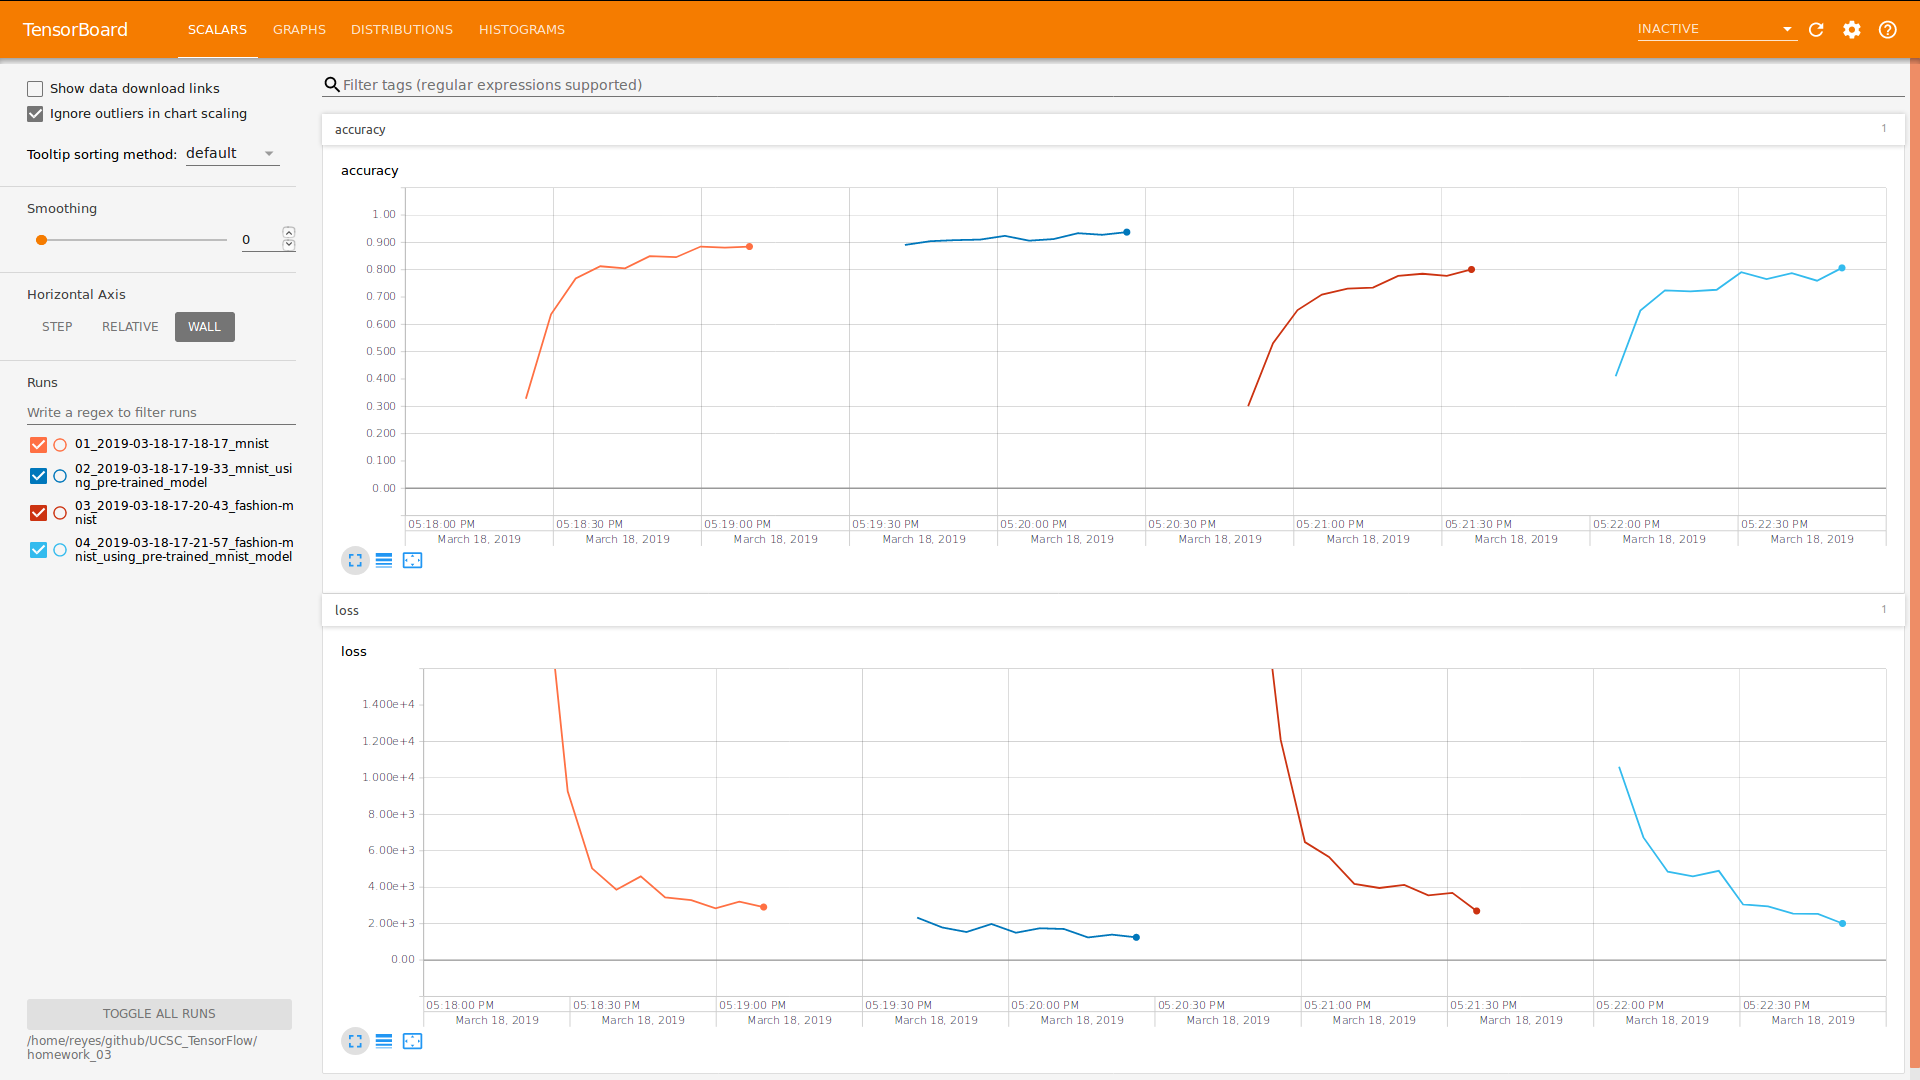 TensorBoard
SCALARS GRAPHS DISTRIBUTIONS HISTOGRAMS
INACTIVE
Show data download links
Ignore outliers in chart scaling
Tooltip sorting method: default
Smoothing
0
Horizontal Axis
STEP RELATIVE WALL
Runs
Write a regex to filter runs
01_2019-03-18-17-18-17_mnist
02_2019-03-18-17-19-33_mnist_usi
ng_pre-trained_model
03_2019-03-18-17-20-43_fashion-m
nist
04_2019-03-18-17-21-57_fashion-m
nist_using_pre-trained_mnist_model
TOGGLE ALL RUNS
/home/reyes/github/UCSC_TensorFlow/
homework_03
Filter tags (regular expressions supported)
accuracy 1
accuracy
1.00
0.900
0.800
0.700
0.600
0.500
0.400
0.300
0.200
0.100
0.00
05:18:00 PM 05:18:30 PM 05:19:00 PM 05:19:30 PM 05:20:00 PM 05:20:30 PM 05:21:00 PM 05:21:30 PM 05:22:00 PM 05:22:30 PM
March 18, 2019 March 18, 2019 March 18, 2019 March 18, 2019 March 18, 2019 March 18, 2019 March 18, 2019 March 18, 2019 March 18, 2019 March 18, 2019
loss 1
loss
1.400e+4
1.200e+4
1.000e+4
8.00e+3
6.00e+3
4.00e+3
2.00e+3
0.00
05:18:00 PM 05:18:30 PM 05:19:00 PM 05:19:30 PM 05:20:00 PM 05:20:30 PM 05:21:00 PM 05:21:30 PM 05:22:00 PM 05:22:30 PM
March 18, 2019 March 18, 2019 March 18, 2019 March 18, 2019 March 18, 2019 March 18, 2019 March 18, 2019 March 18, 2019 March 18, 2019 March 18, 2019